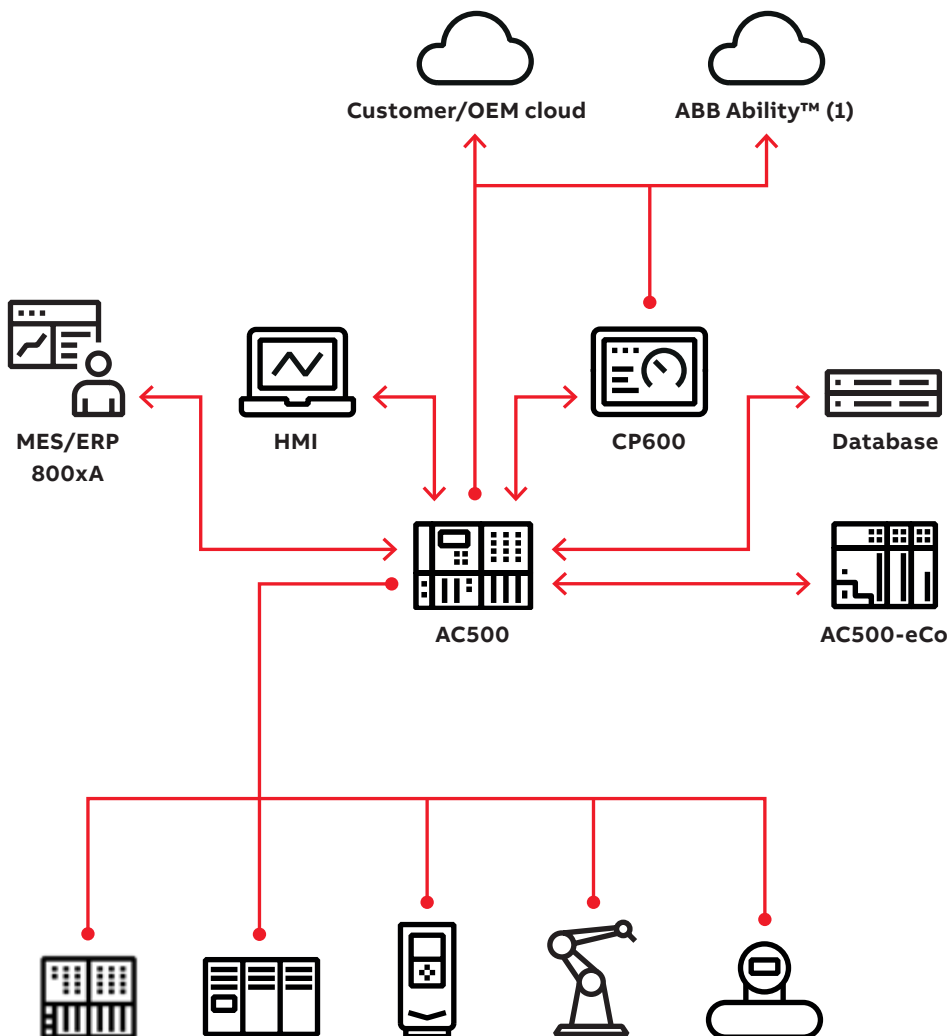 Customer/OEM cloud
ABB Ability™ (1)
MES/ERP
800xA
HMI
CP600
Database
AC500
AC500-eCo